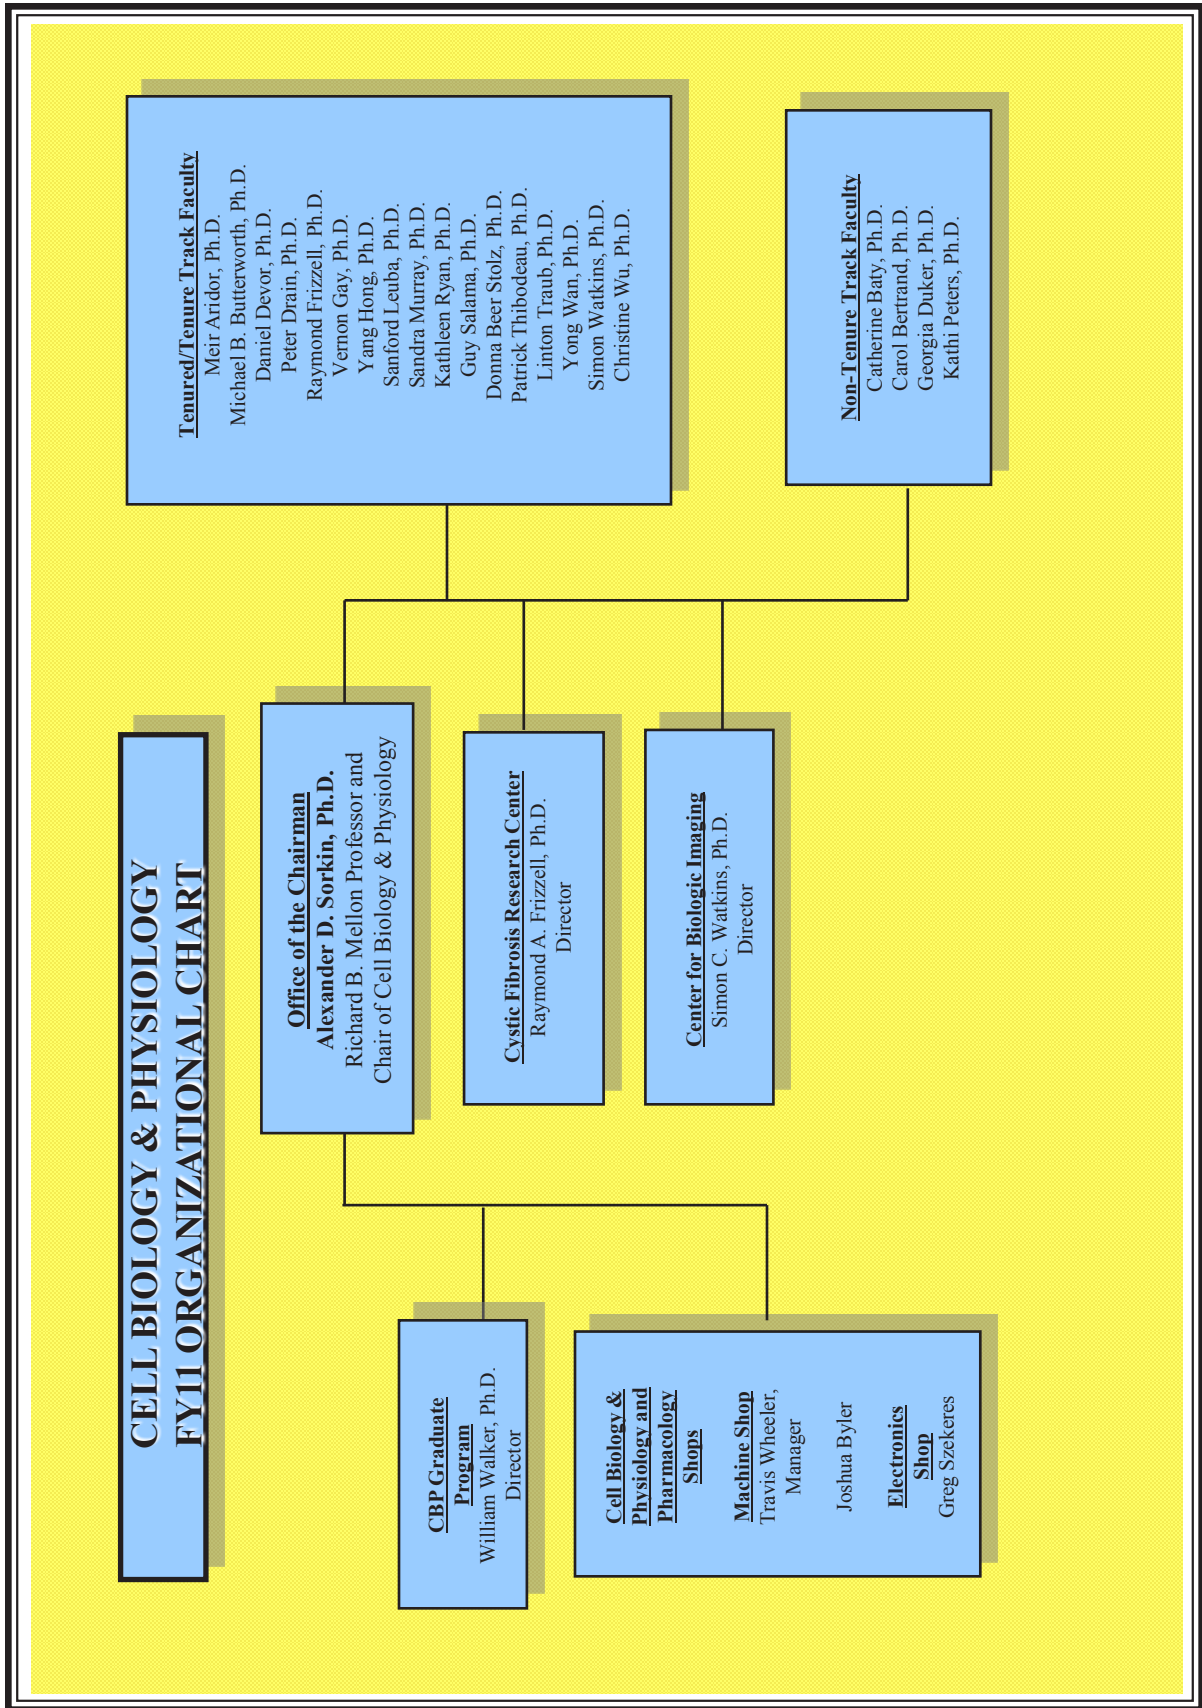 CELL BIOLOGY & PHYSIOLOGY
FY11 ORGANIZATIONAL CHART
Office of the Chairman
Alexander D. Sorkin, Ph.D.
Richard B. Mellon Professor and
Chair of Cell Biology & Physiology
CBP Graduate
Program
William Walker, Ph.D.
Director
Cell Biology &
Physiology and
Pharmacology
Shops
Machine Shop
Travis Wheeler,
Manager
Joshua Byler
Electronics
Shop
Greg Szekeres
Cystic Fibrosis Research Center
Raymond A. Frizzell, Ph.D.
Director
Center for Biologic Imaging
Simon C. Watkins, Ph.D.
Director
Tenured/Tenure Track Faculty
Meir Aridor, Ph.D.
Michael B. Butterworth, Ph.D.
Daniel Devor, Ph.D.
Peter Drain, Ph.D.
Raymond Frizzell, Ph.D.
Vernon Gay, Ph.D.
Yang Hong, Ph.D.
Sanford Leuba, Ph.D.
Sandra Murray, Ph.D.
Kathleen Ryan, Ph.D.
Guy Salama, Ph.D.
Donna Beer Stolz, Ph.D.
Patrick Thibodeau, Ph.D.
Linton Traub, Ph.D.
Yong Wan, Ph.D.
Simon Watkins, Ph.D.
Christine Wu, Ph.D.
Non-Tenure Track Faculty
Catherine Baty, Ph.D.
Carol Bertrand, Ph.D.
Georgia Duker, Ph.D.
Kathi Peters, Ph.D.